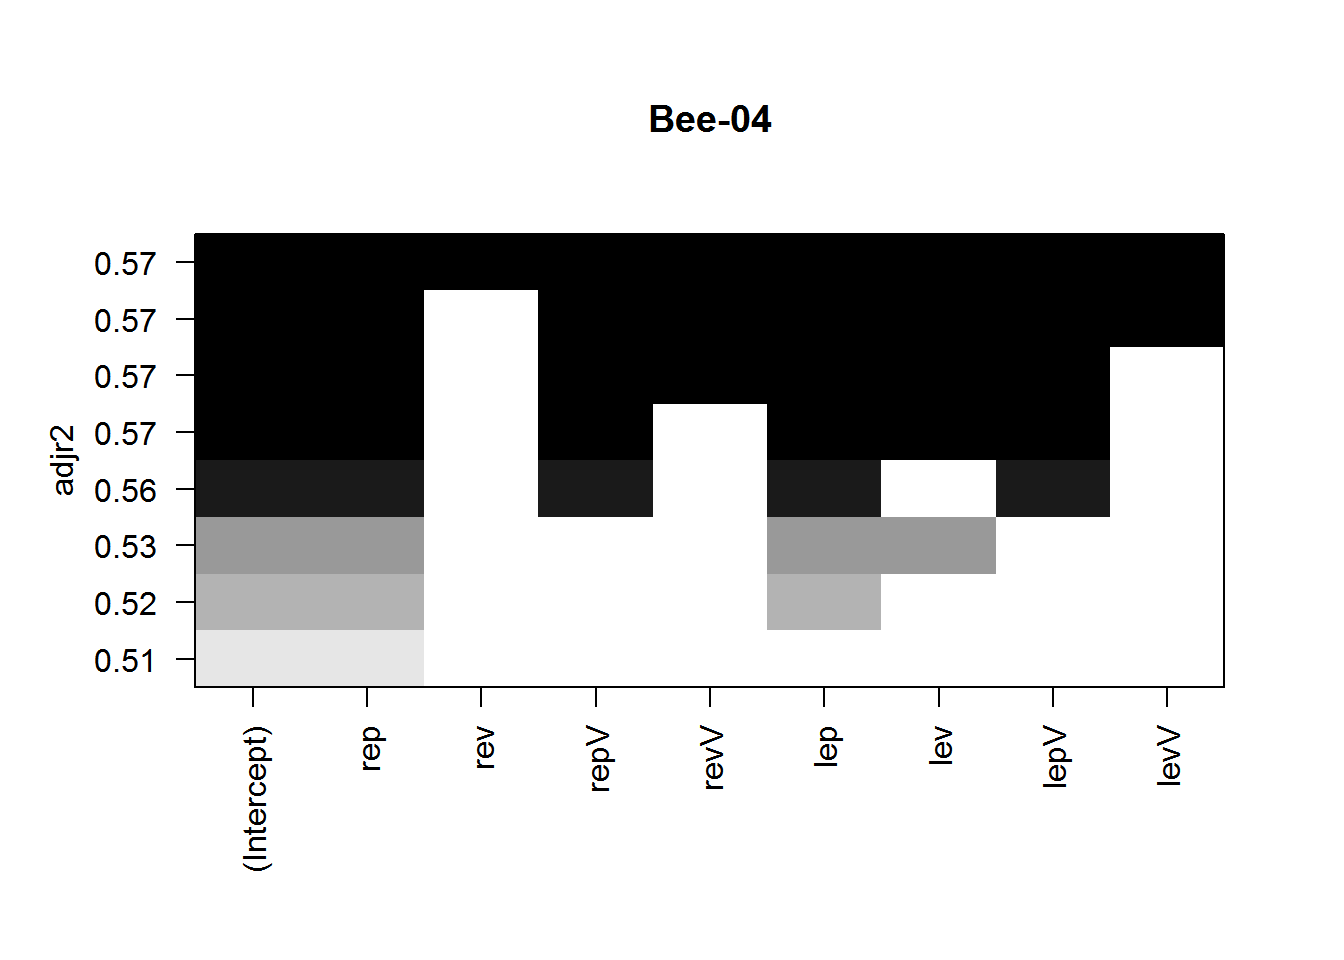 Bee-04
adjr2
0.57
0.57
0.57
0.57
0.56
0.53
0.52
0.51
(Intercept)
rep
rev
repV
revV
lep
lev
lepV
levV